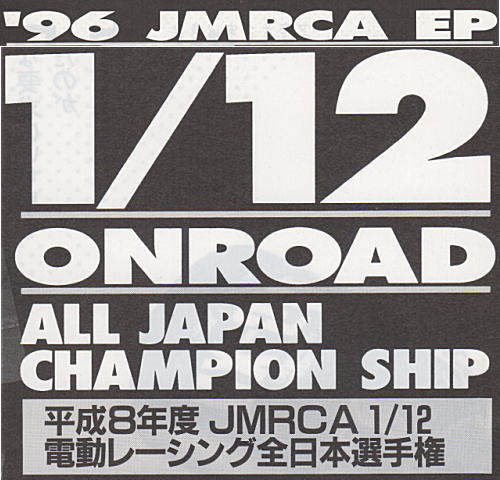 '96 JMRCA EP
1/12
ONROAD
ALL JAPAN
CHAMPION SHIP
平成8年度 JMRCA 1/12
電動レーシング全日本選手権